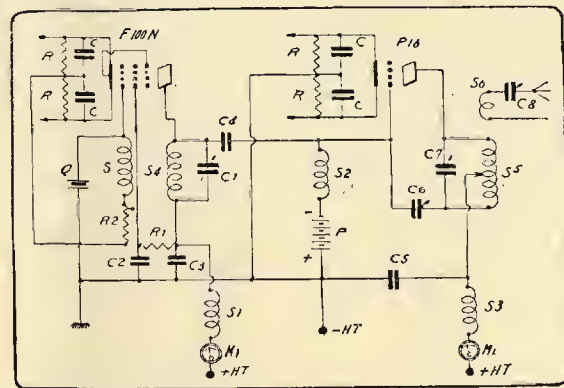 F100N
P16
R
C
R
C
R
C
R
C
S6
C8
C4
Q
S
S4
C1
S2
C7
S5
C6
R2
R1
P
-
+
C2
C3
C5
S1
S3
-HT
M1
+HT
M2
+HT